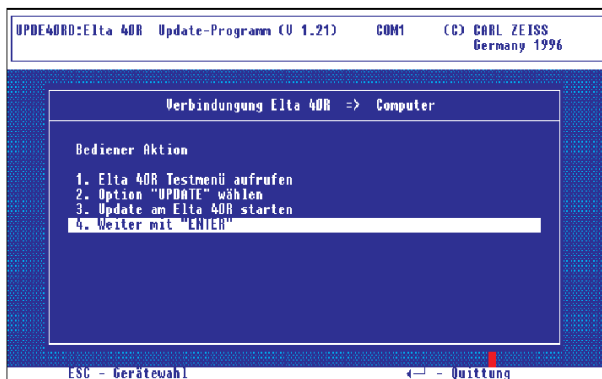 UPDE40RD:Elta 40R Update-Programm (V 1.21) COM1 (C) CARL ZEISS
Germany 1996
Verbindungung Elta 40R => Computer
Bediener Aktion
1. Elta 40R Testmenü aufrufen
2. Option "UPDATE" wählen
3. Update am Elta 40R starten
4. Weiter mit "ENTER"
ESC - Gerätewahl ←┘ - Quittung